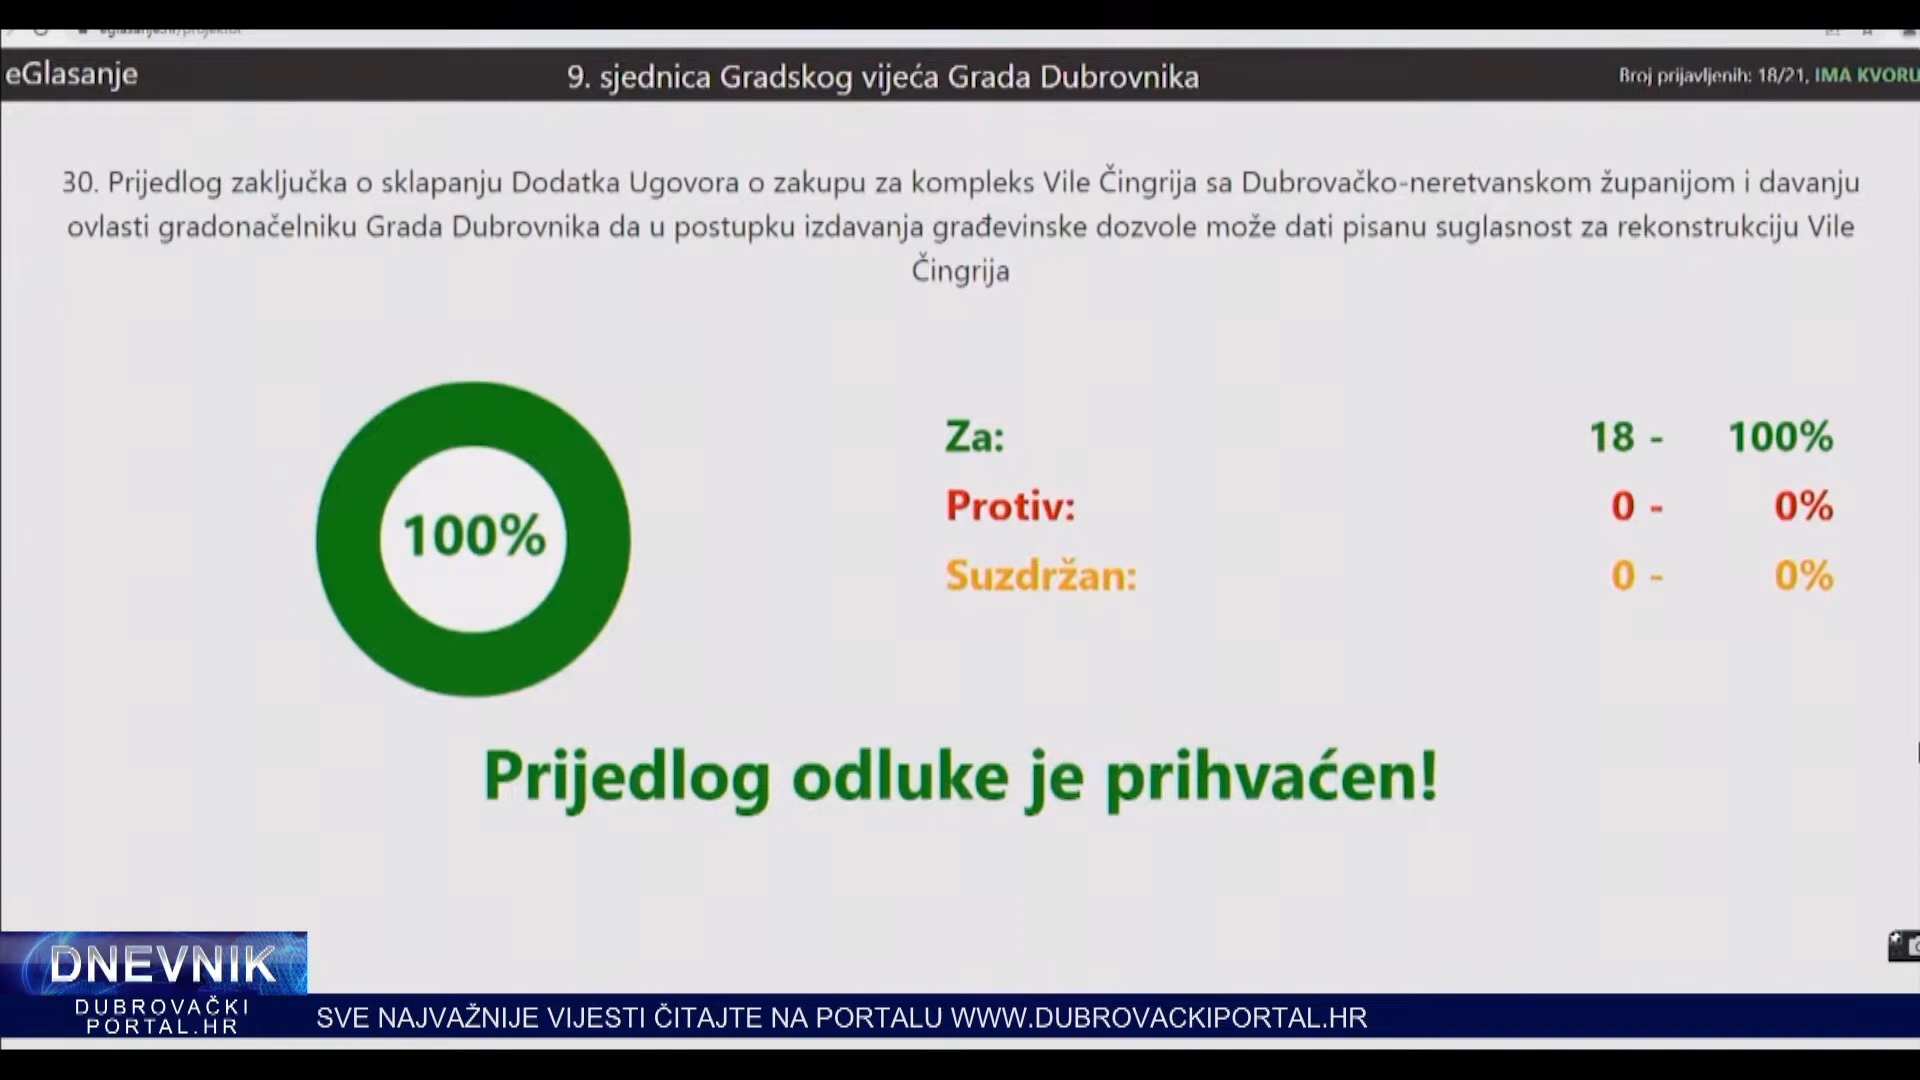 eGlasanje
9. sjednica Gradskog vijeća Grada Dubrovnika
Broj prijavljenih: 18/21, IMA KVORU
30. Prijedlog zaključka o sklapanju Dodatka Ugovora o zakupu za kompleks Vile Čingrija sa Dubrovačko-neretvanskom županijom i davanju
ovlasti gradonačelniku Grada Dubrovnika da u postupku izdavanja građevinske dozvole može dati pisanu suglasnost za rekonstrukciju Vile
Čingrija
100%
Za: 18 - 100%
Protiv: 0 - 0%
Suzdržan: 0 - 0%
Prijedlog odluke je prihvaćen!
DNEVNIK
DUBROVAČKI
PORTAL.HR
SVE NAJVAŽNIJE VIJESTI ČITAJTE NA PORTALU WWW.DUBROVACKIPORTAL.HR